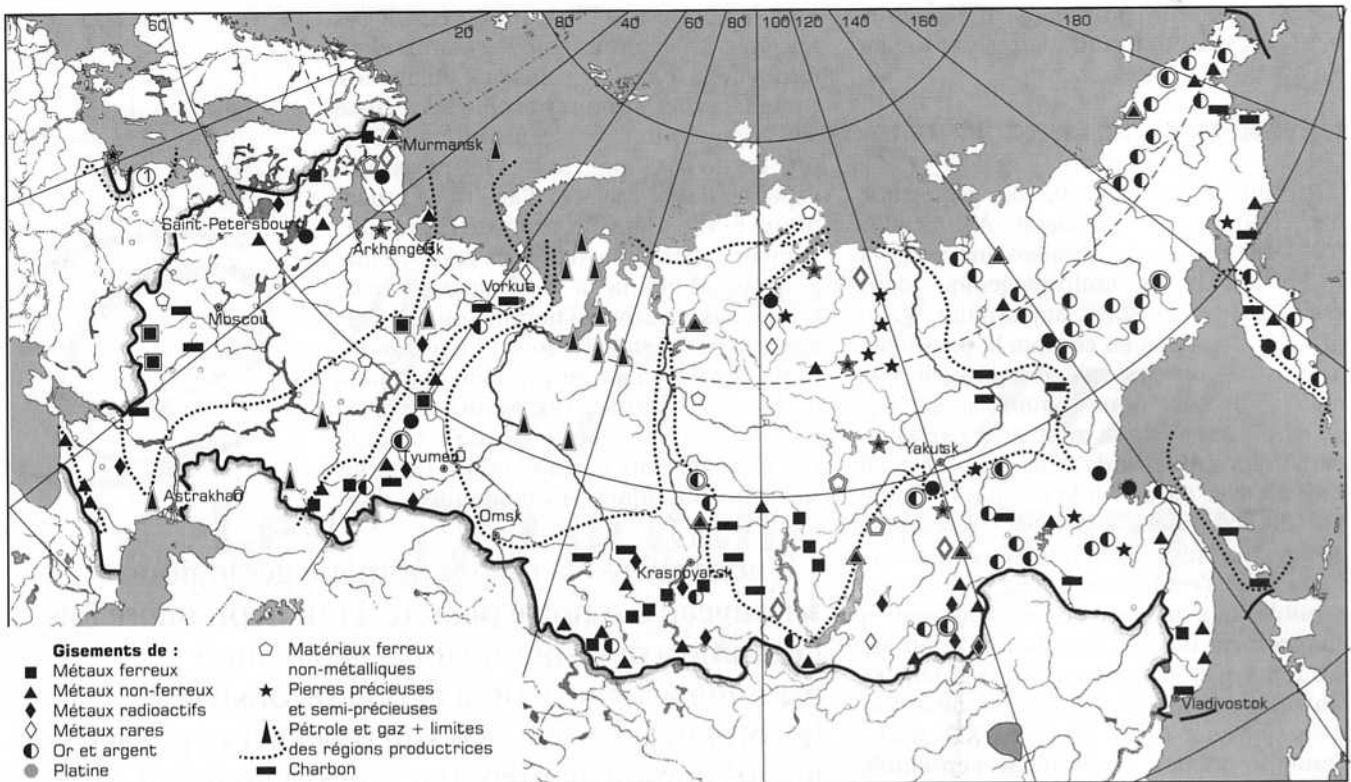 60
20
80
40
60
80
100
120
140
160
180
Murmansk
1
Saint-Petersbourg
Arkhangelsk
Vorkuta
Moscou
Yakutsk
Tyumen
Astrakhan
Omsk
Krasnoyarsk
Vladivostok
Gisements de :
Métaux ferreux
Métaux non-ferreux
Métaux radioactifs
Métaux rares
Or et argent
Platine
Matériaux ferreux
non-métalliques
Pierres précieuses
et semi-précieuses
Pétrole et gaz + limites
des régions productrices
Charbon